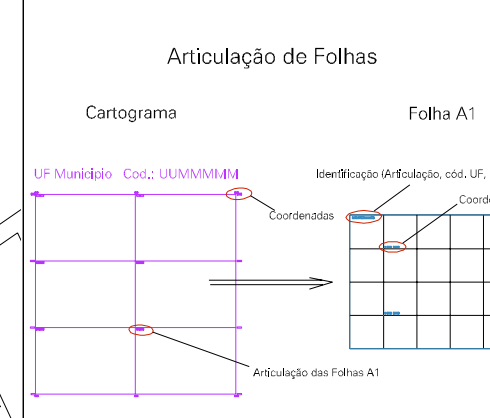 Articulação de Folhas
Cartograma
Folha A1
UF Municipio Cod.: UUMMMMM
Identificação (Articulação, cód. UF,
Coordenadas
Articulação das Folhas A1